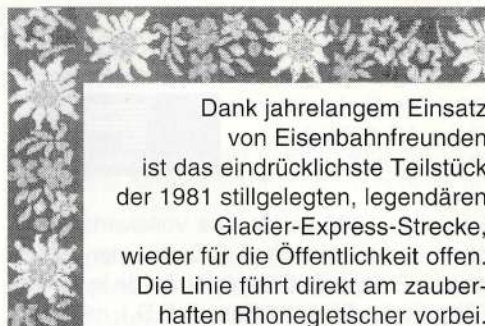 Dank jahrelangem Einsatz
von Eisenbahnfreunden
ist das eindrücklichste Teilstück
der 1981 stillgelegten, legendären
Glacier-Express-Strecke,
wieder für die Öffentlichkeit offen.
Die Linie führt direkt am zauber-
haften Rhonegletscher vorbei.